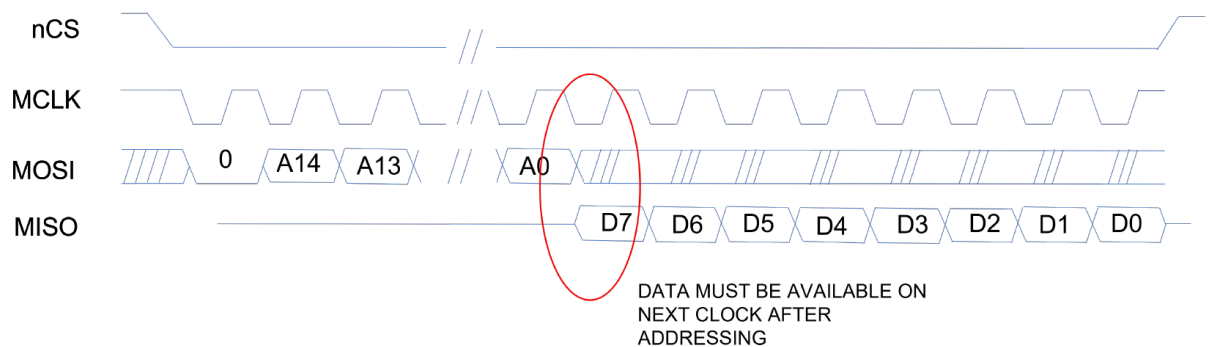 nCS
MCLK
MOSI 0 A14 A13 A0
MISO D7 D6 D5 D4 D3 D2 D1 D0
DATA MUST BE AVAILABLE ON
NEXT CLOCK AFTER
ADDRESSING